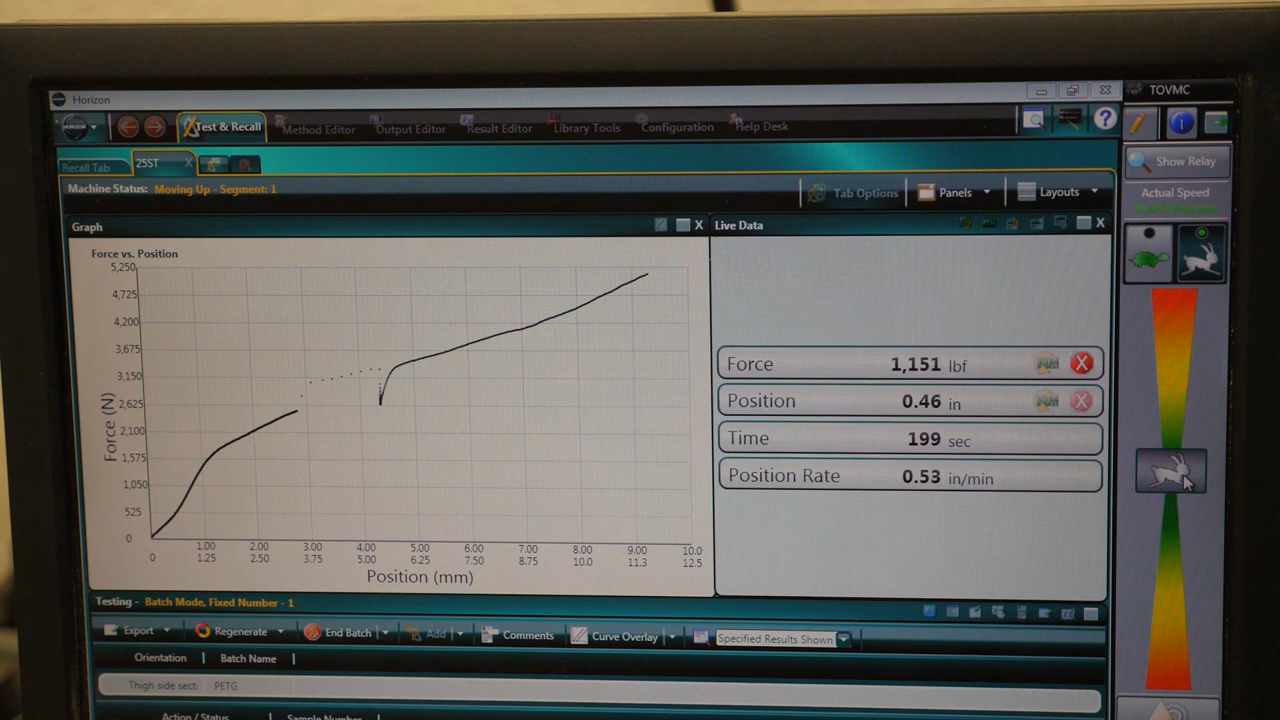 Horizon
TOVMC
HORIZON
Test & Recall
Method Editor
Output Editor
Result Editor
Library Tools
Configuration
Help Desk
Recall Tab
25ST
X
Show Relay
Machine Status: Moving Up - Segment: 1
Tab Options
Panels
Layouts
Actual Speed
Graph
X
Live Data
X
Force vs. Position
5,250
4,725
4,200
3,675
3,150
2,625
2,100
1,575
1,050
525
0
Force (N)
1.00 2.00 3.00 4.00 5.00 6.00 7.00 8.00 9.00 10.0
0 1.25 2.50 3.75 5.00 6.25 7.50 8.75 10.0 11.3 12.5
Position (mm)
Force 1,151 lbf
Position 0.46 in
Time 199 sec
Position Rate 0.53 in/min
Testing - Batch Mode, Fixed Number - 1
Export
Regenerate
End Batch
Add
Comments
Curve Overlay
Specified Results Shown
Orientation
Batch Name
Thigh side sect
PETG
Action / Status
Sample Number